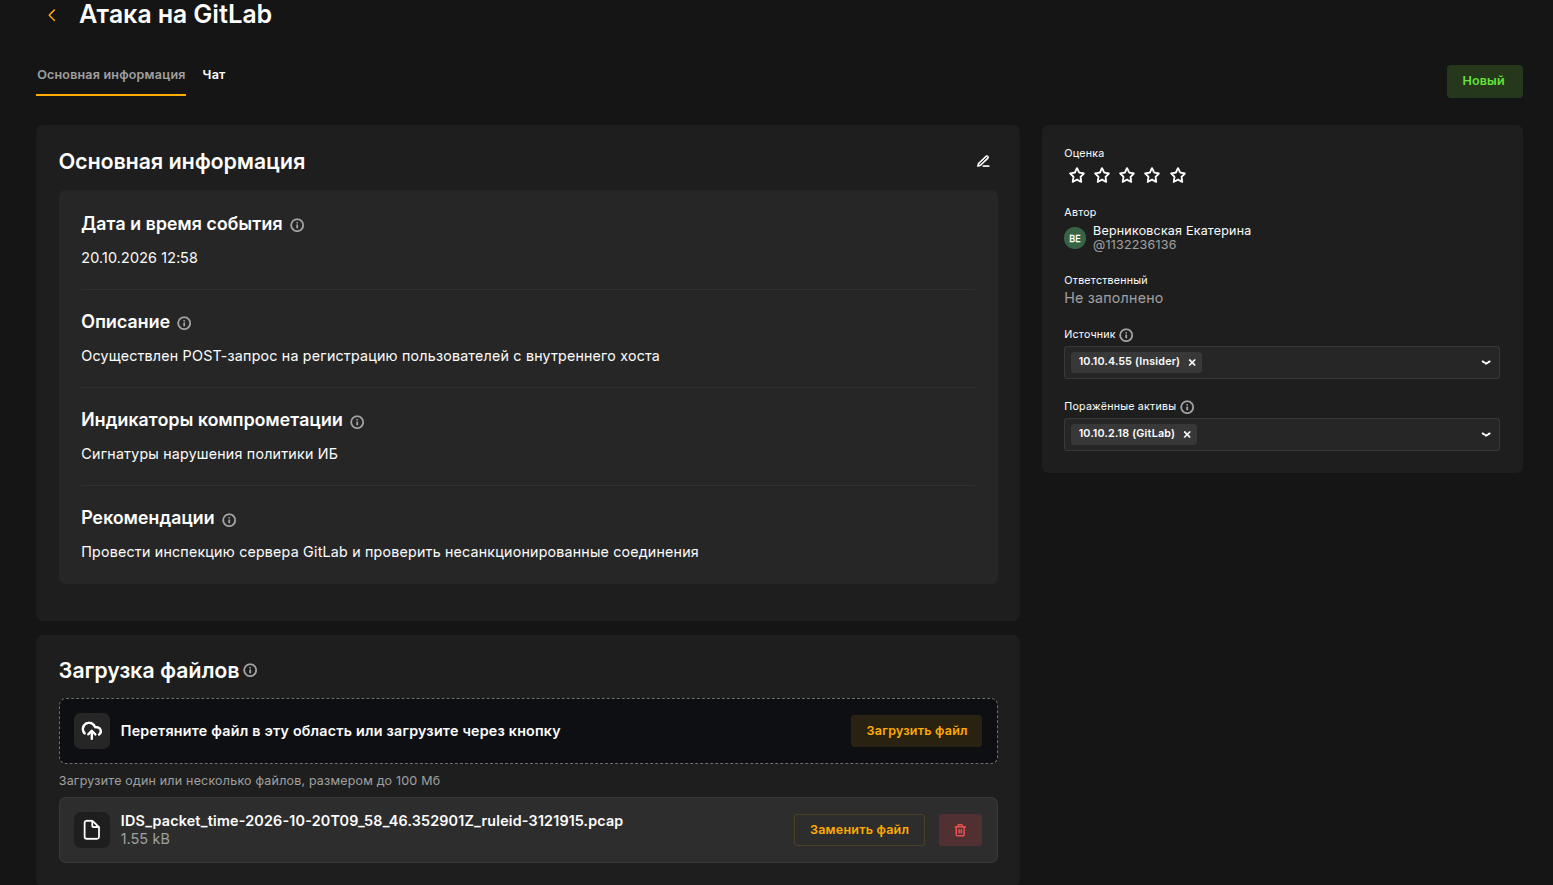 Атака на GitLab
Основная информация
Чат
Новый
Основная информация
Дата и время события
20.10.2026 12:58
Описание
Осуществлен POST-запрос на регистрацию пользователей с внутреннего хоста
Индикаторы компрометации
Сигнатуры нарушения политики ИБ
Рекомендации
Провести инспекцию сервера GitLab и проверить несанкционированные соединения
Загрузка файлов
Перетяните файл в эту область или загрузите через кнопку
Загрузить файл
Загрузите один или несколько файлов, размером до 100 Мб
IDS_packet_time-2026-10-20T09_58_46.352901Z_ruleid-3121915.pcap
1.55 kB
Заменить файл
Оценка
Автор
ВЕ
Верниковская Екатерина
@1132236136
Ответственный
Не заполнено
Источник
10.10.4.55 (Insider)
Поражённые активы
10.10.2.18 (GitLab)